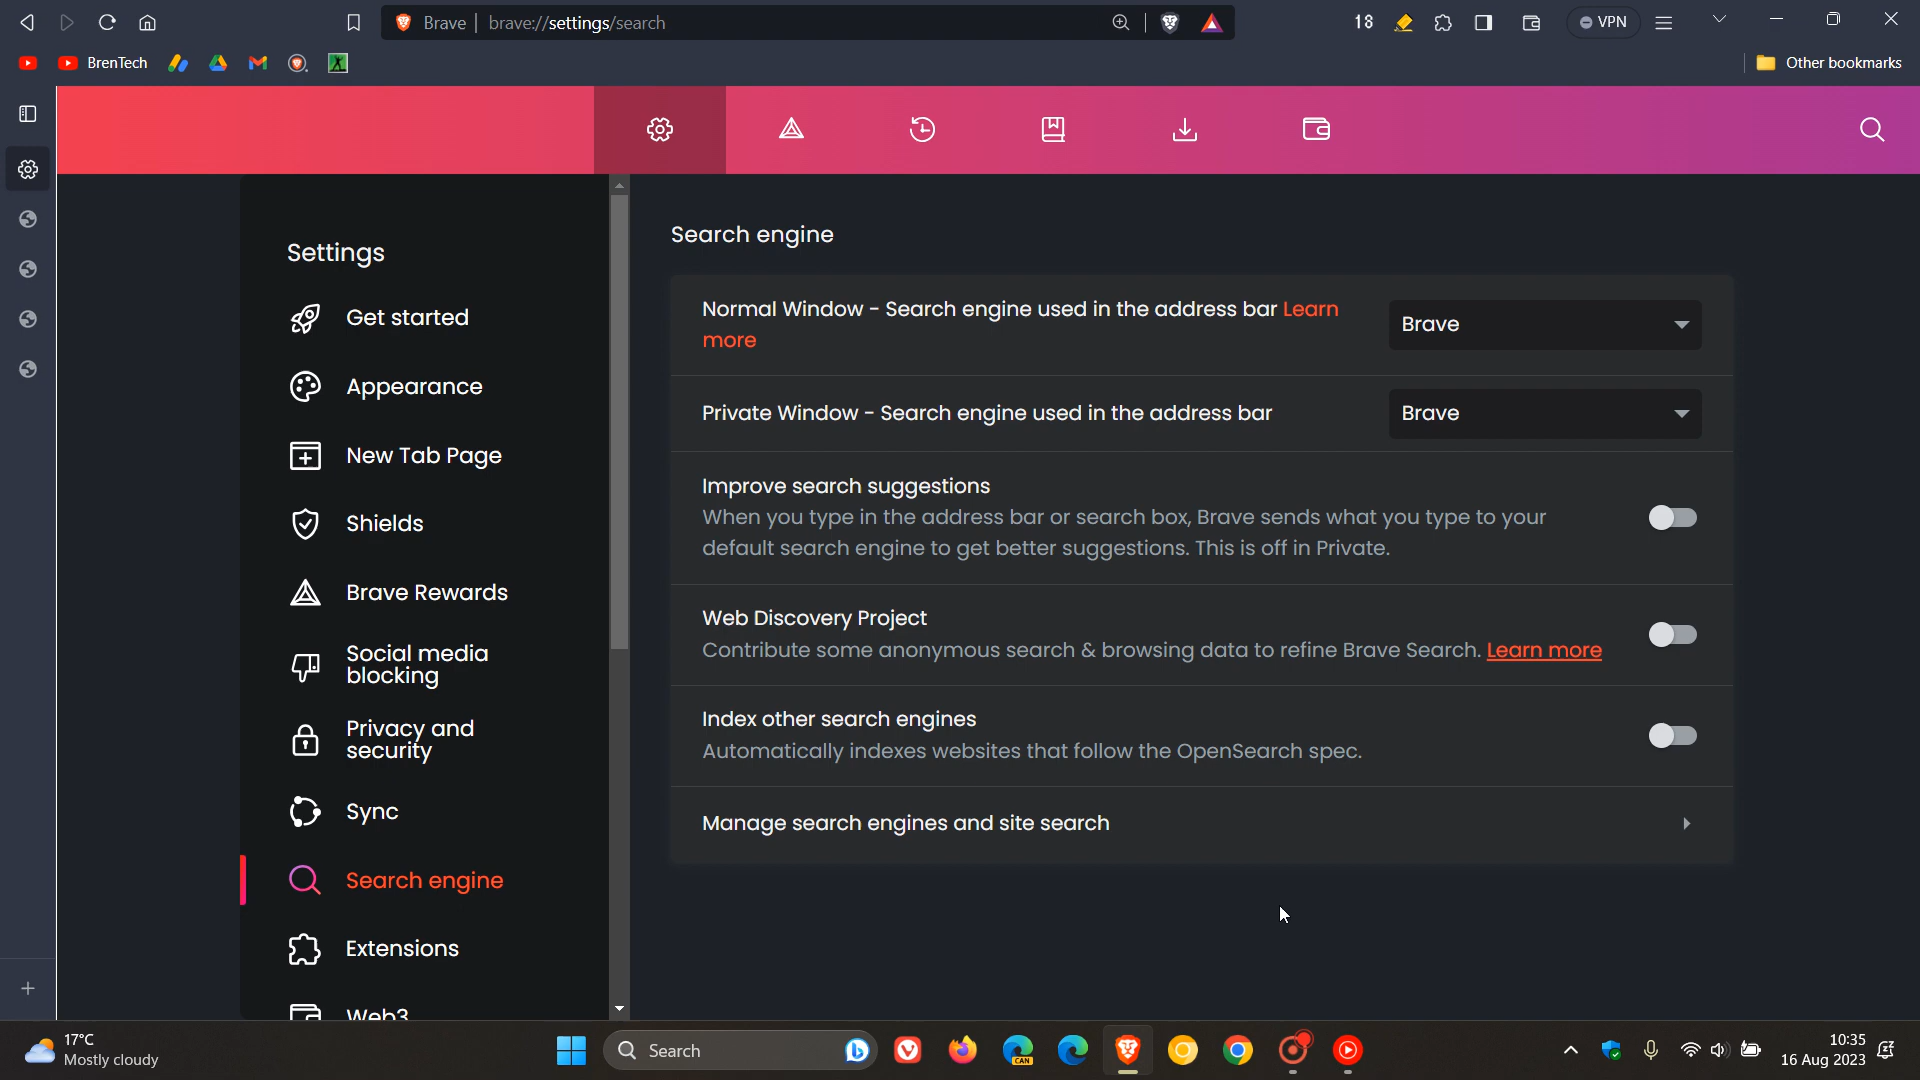 Brave
brave://settings/search
18
VPN
BrenTech
Other bookmarks
Settings
Get started
Appearance
New Tab Page
Shields
Brave Rewards
Social media
blocking
Privacy and
security
Sync
Search engine
Extensions
Web3
Search engine
Normal Window - Search engine used in the address bar Learn
more
Brave
Private Window - Search engine used in the address bar
Brave
Improve search suggestions
When you type in the address bar or search box, Brave sends what you type to your
default search engine to get better suggestions. This is off in Private.
Web Discovery Project
Contribute some anonymous search & browsing data to refine Brave Search. Learn more
Index other search engines
Automatically indexes websites that follow the OpenSearch spec.
Manage search engines and site search
17°C
Mostly cloudy
Search
CAN
10:35
16 Aug 2023